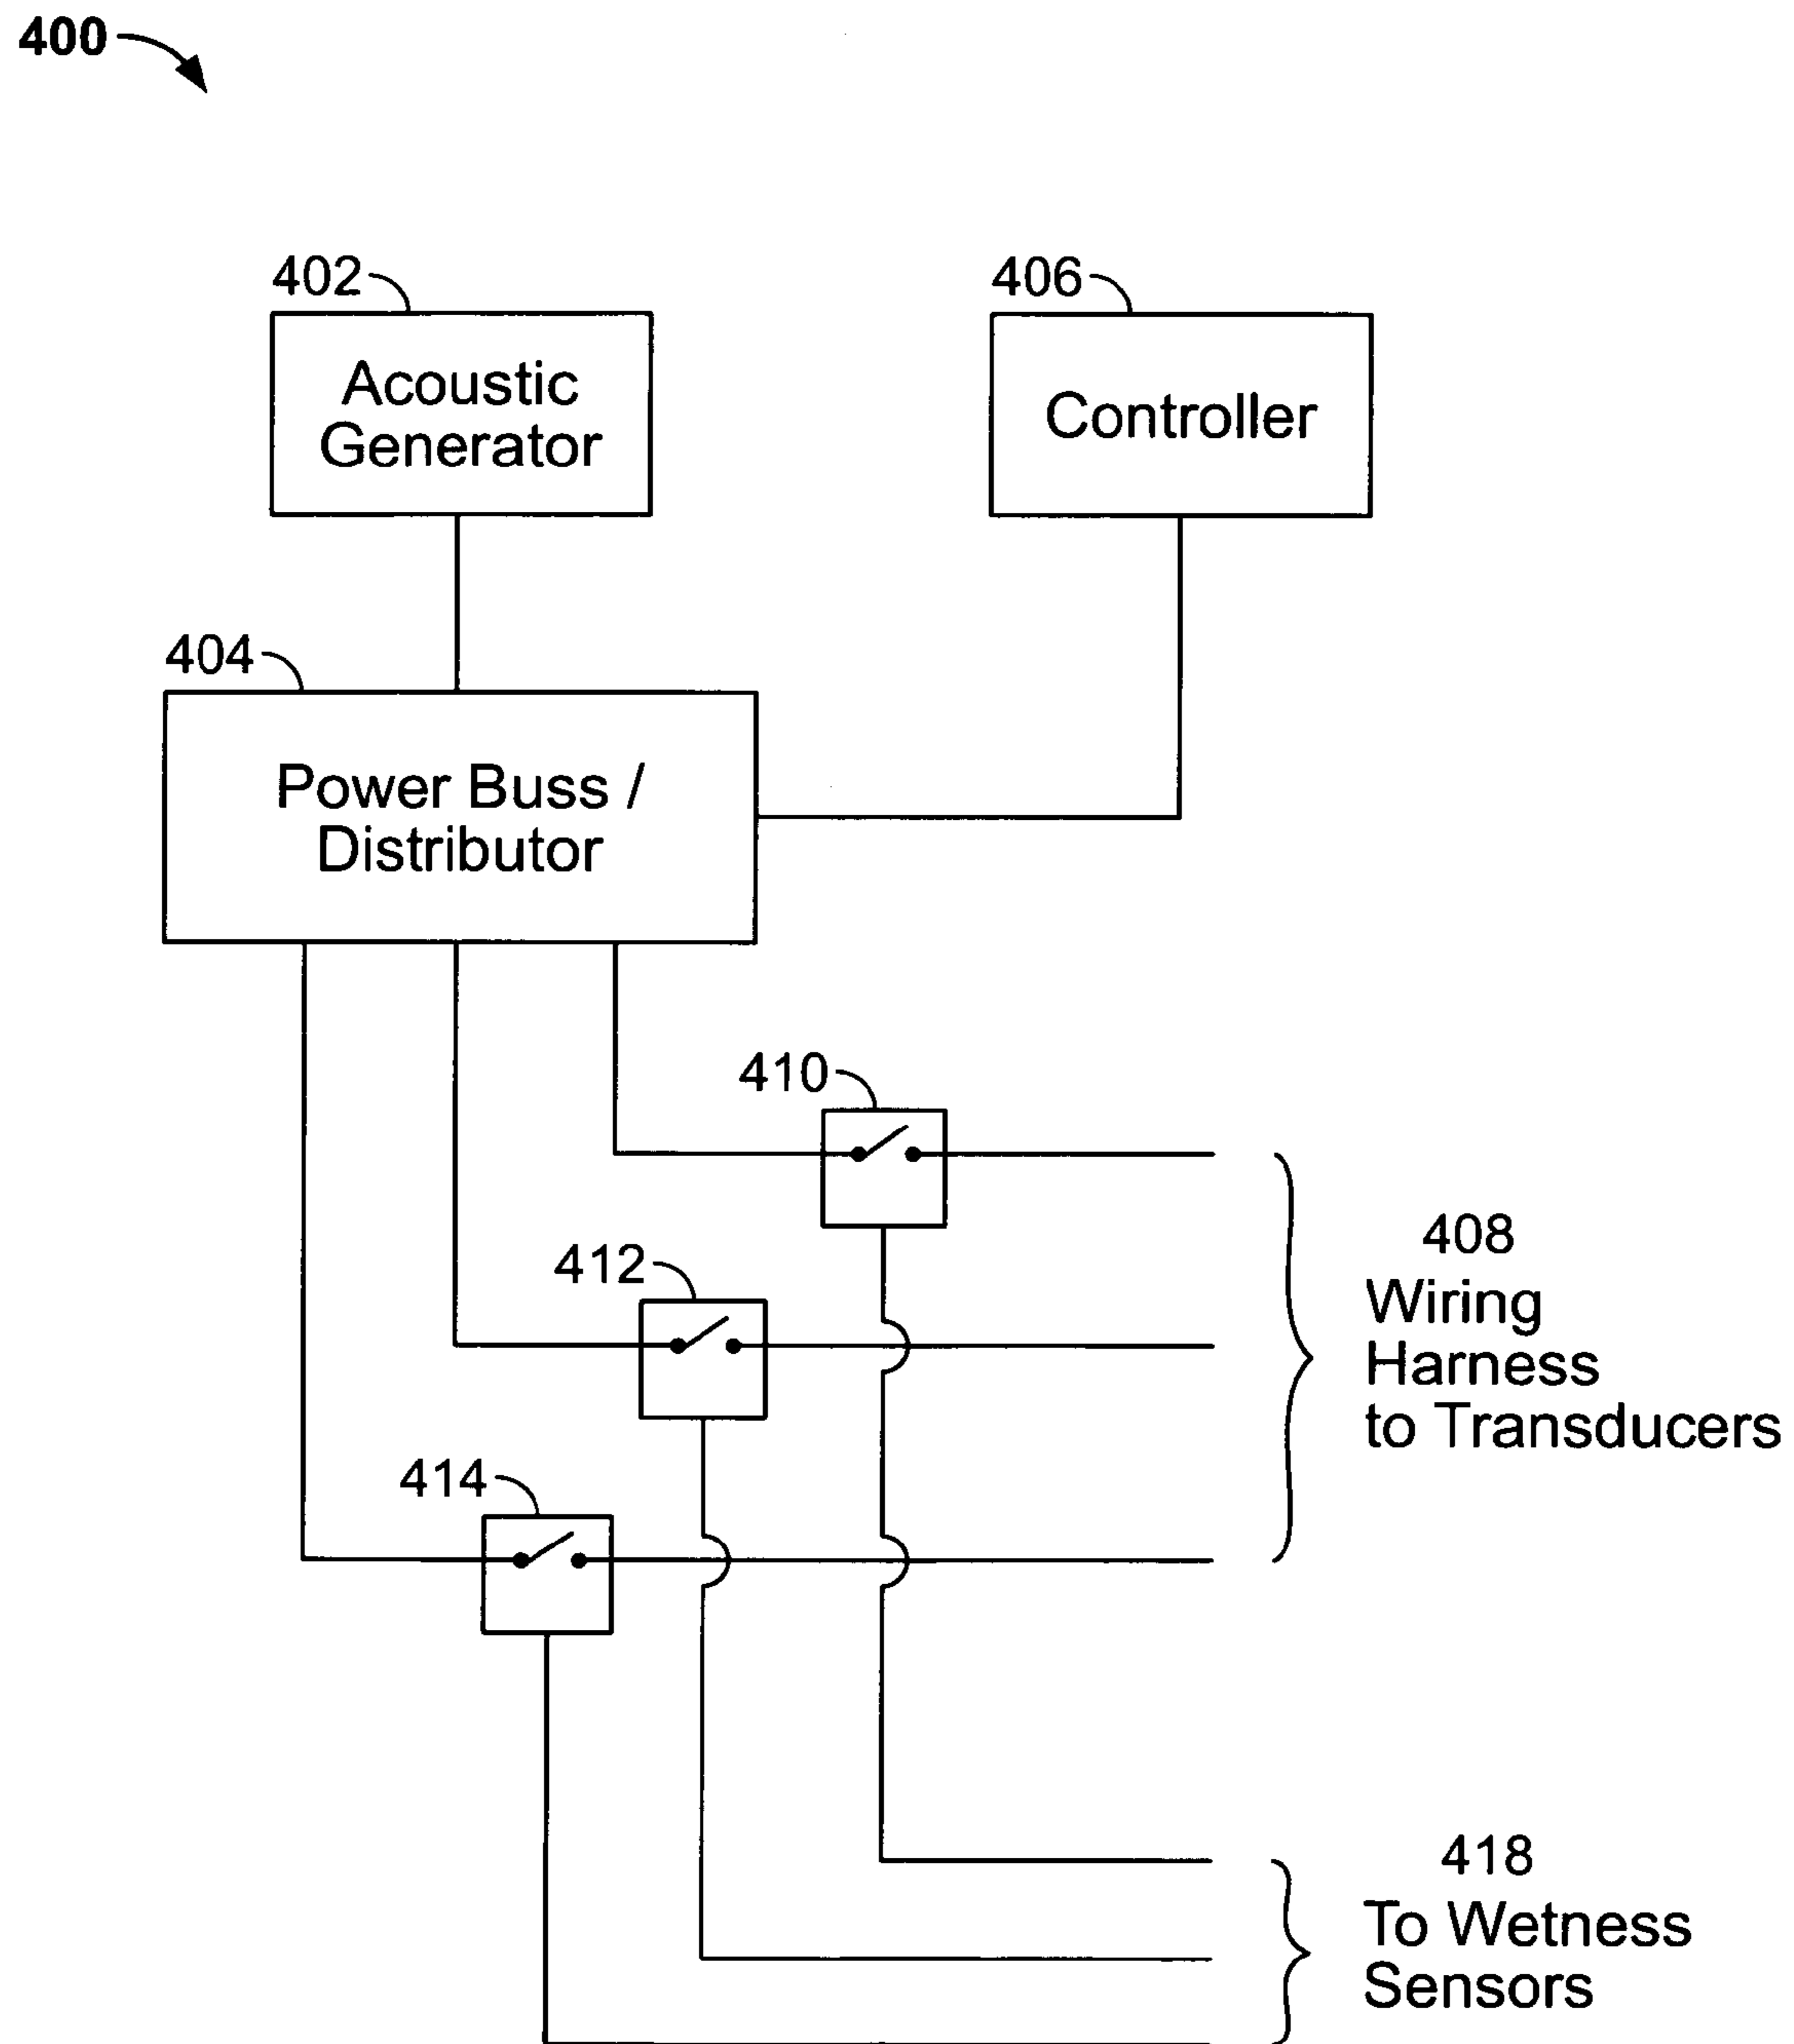 400
402
406
Acoustic
Generator
Controller
404
Power Buss /
Distributor
410
412
408
Wiring
Harness
to Transducers
414
418
To Wetness
Sensors